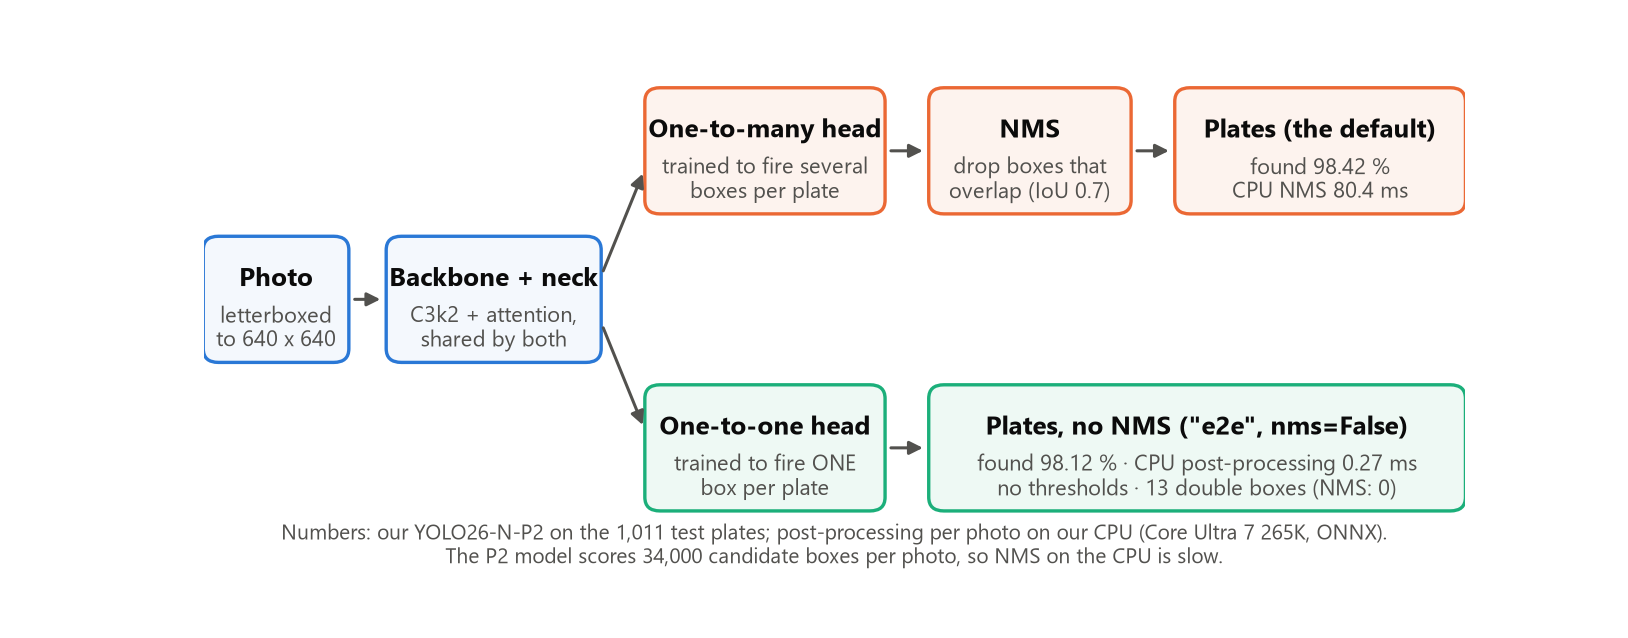 Photo
letterboxed
to 640 x 640
Backbone + neck
C3k2 + attention,
shared by both
One-to-many head
trained to fire several
boxes per plate
NMS
drop boxes that
overlap (IoU 0.7)
Plates (the default)
found 98.42 %
CPU NMS 80.4 ms
One-to-one head
trained to fire ONE
box per plate
Plates, no NMS ("e2e", nms=False)
found 98.12 % · CPU post-processing 0.27 ms
no thresholds · 13 double boxes (NMS: 0)
Numbers: our YOLO26-N-P2 on the 1,011 test plates; post-processing per photo on our CPU (Core Ultra 7 265K, ONNX).
The P2 model scores 34,000 candidate boxes per photo, so NMS on the CPU is slow.